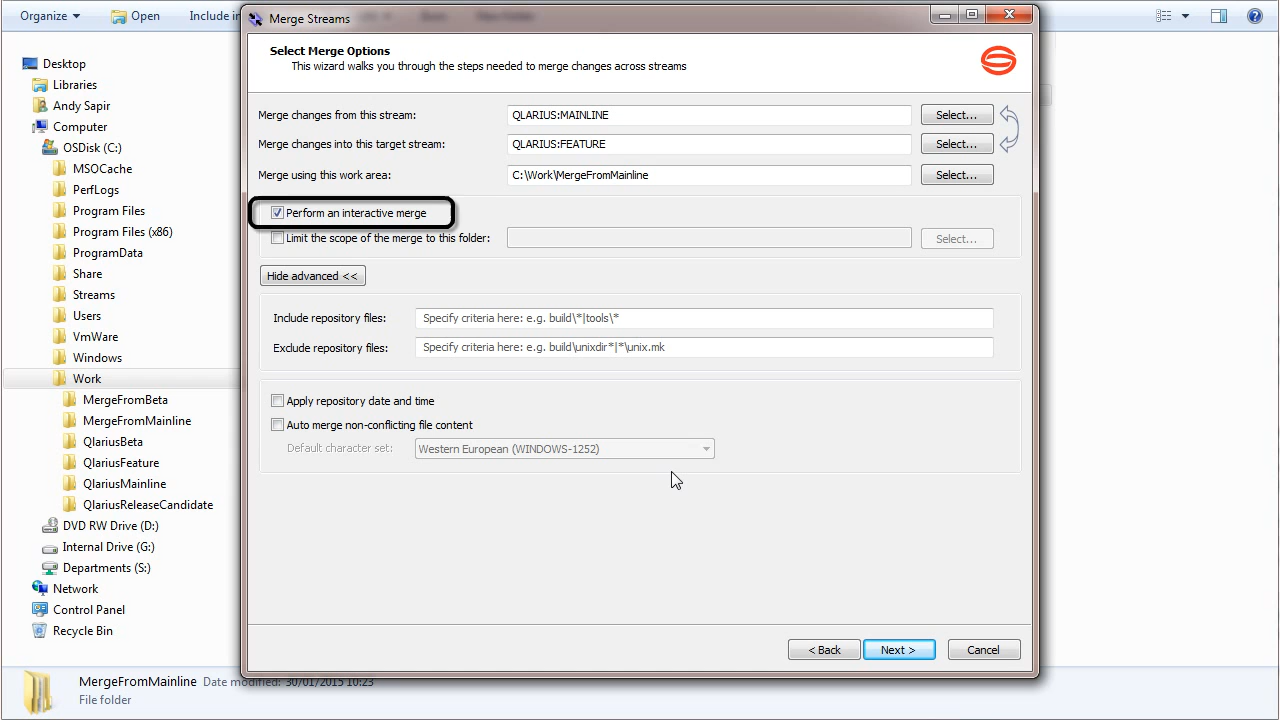 Organize
Open
Include in
Desktop
Libraries
Andy Sapir
Computer
OSDisk (C:)
MSOCache
PerfLogs
Program Files
Program Files (x86)
ProgramData
Share
Streams
Users
VmWare
Windows
Work
MergeFromBeta
MergeFromMainline
QlariusBeta
QlariusFeature
QlariusMainline
QlariusReleaseCandidate
DVD RW Drive (D:)
Internal Drive (G:)
Departments (S:)
Network
Control Panel
Recycle Bin
Merge Streams
Select Merge Options
This wizard walks you through the steps needed to merge changes across streams
Merge changes from this stream: QLARIUS:MAINLINE Select...
Merge changes into this target stream: QLARIUS:FEATURE Select...
Merge using this work area: C:\Work\MergeFromMainline Select...
Perform an interactive merge
Limit the scope of the merge to this folder: Select...
Hide advanced <<
Include repository files: Specify criteria here: e.g. build\*|tools\*
Exclude repository files: Specify criteria here: e.g. build\unixdir*|*\unix.mk
Apply repository date and time
Auto merge non-conflicting file content
Default character set: Western European (WINDOWS-1252)
< Back Next > Cancel
MergeFromMainline Date modified: 30/01/2015 10:23
File folder